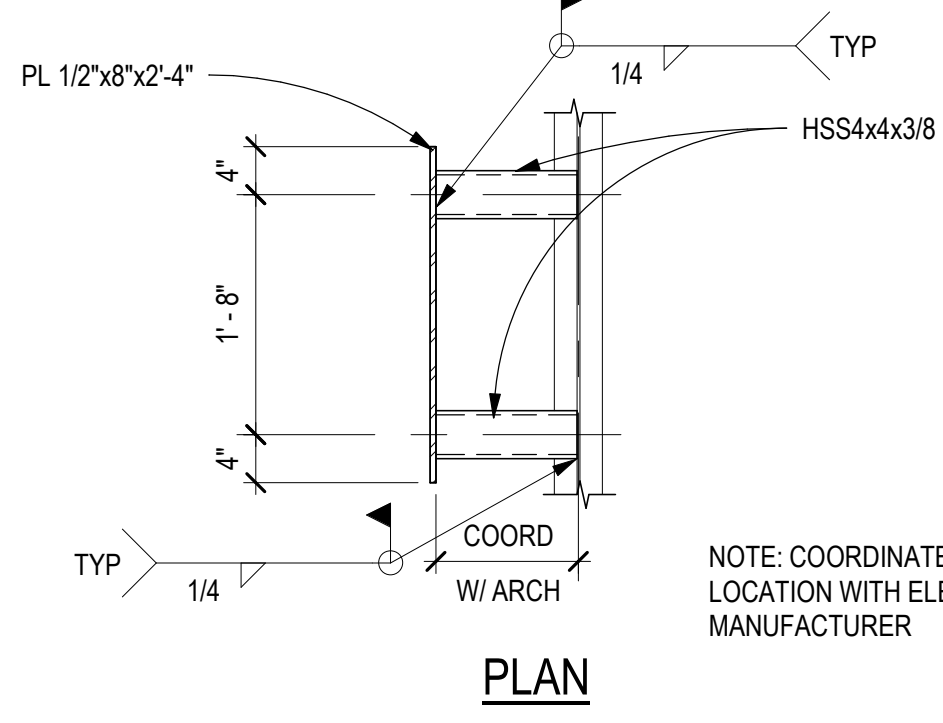 TYP
1/4
PL 1/2"x8"x2'-4"
HSS4x4x3/8
4"
1' - 8"
4"
COORD
W/ ARCH
TYP
1/4
NOTE: COORDINATE
LOCATION WITH
MANUFACTURER
PLAN